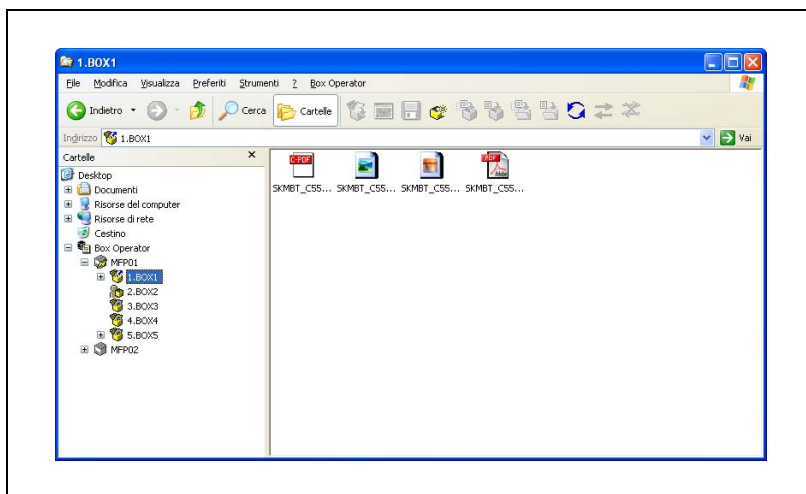 1.BOX1
File Modifica Visualizza Preferiti Strumenti ? Box Operator
Indietro Cerca Cartelle
Indirizzo 1.BOX1 Vai
Cartelle
Desktop
Documenti
Risorse del computer
Risorse di rete
Cestino
Box Operator
MFP01
1.BOX1
2.BOX2
3.BOX3
4.BOX4
5.BOX5
MFP02
C-PDF PDF Adobe
SKMBT_C55... SKMBT_C55... SKMBT_C55... SKMBT_C55...